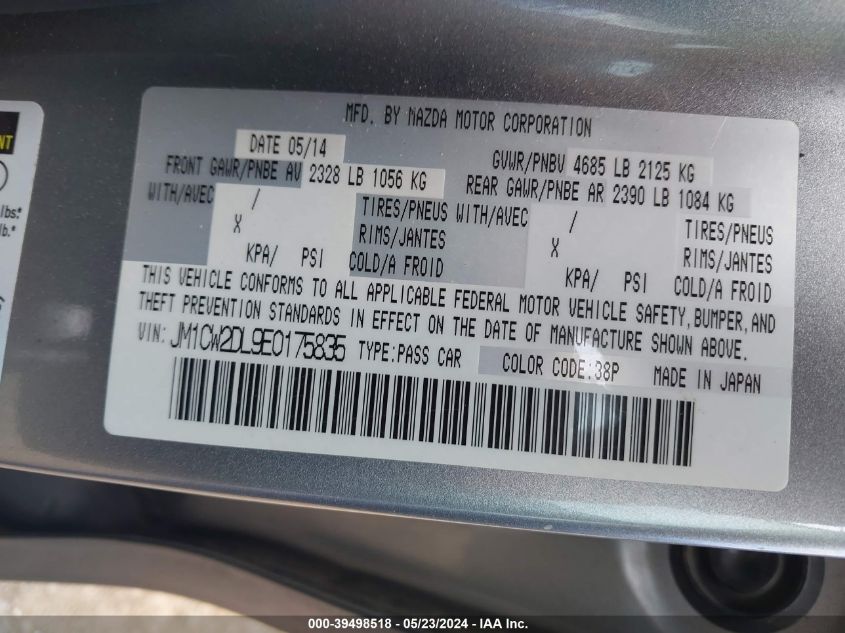 MFD. BY MAZDA MOTOR CORPORATION
DATE 05/14
GVWR/PNBV 4685 LB 2125 KG
FRONT GAWR/PNBE AV 2328 LB 1056 KG
REAR GAWR/PNBE AR 2390 LB 1084 KG
WITH/AVEC / TIRES/PNEUS WITH/AVEC / TIRES/PNEUS
X RIMS/JANTES X RIMS/JANTES
KPA/ PSI COLD/A FROID KPA/ PSI COLD/A FROID
THIS VEHICLE CONFORMS TO ALL APPLICABLE FEDERAL MOTOR VEHICLE SAFETY, BUMPER, AND
THEFT PREVENTION STANDARDS IN EFFECT ON THE DATE OF MANUFACTURE SHOWN ABOVE.
VIN: JM1CW2DL9E0175835 TYPE:PASS CAR COLOR CODE:38P MADE IN JAPAN
NT
lbs.*
lb.*
000-39498518 - 05/23/2024 - IAA Inc.